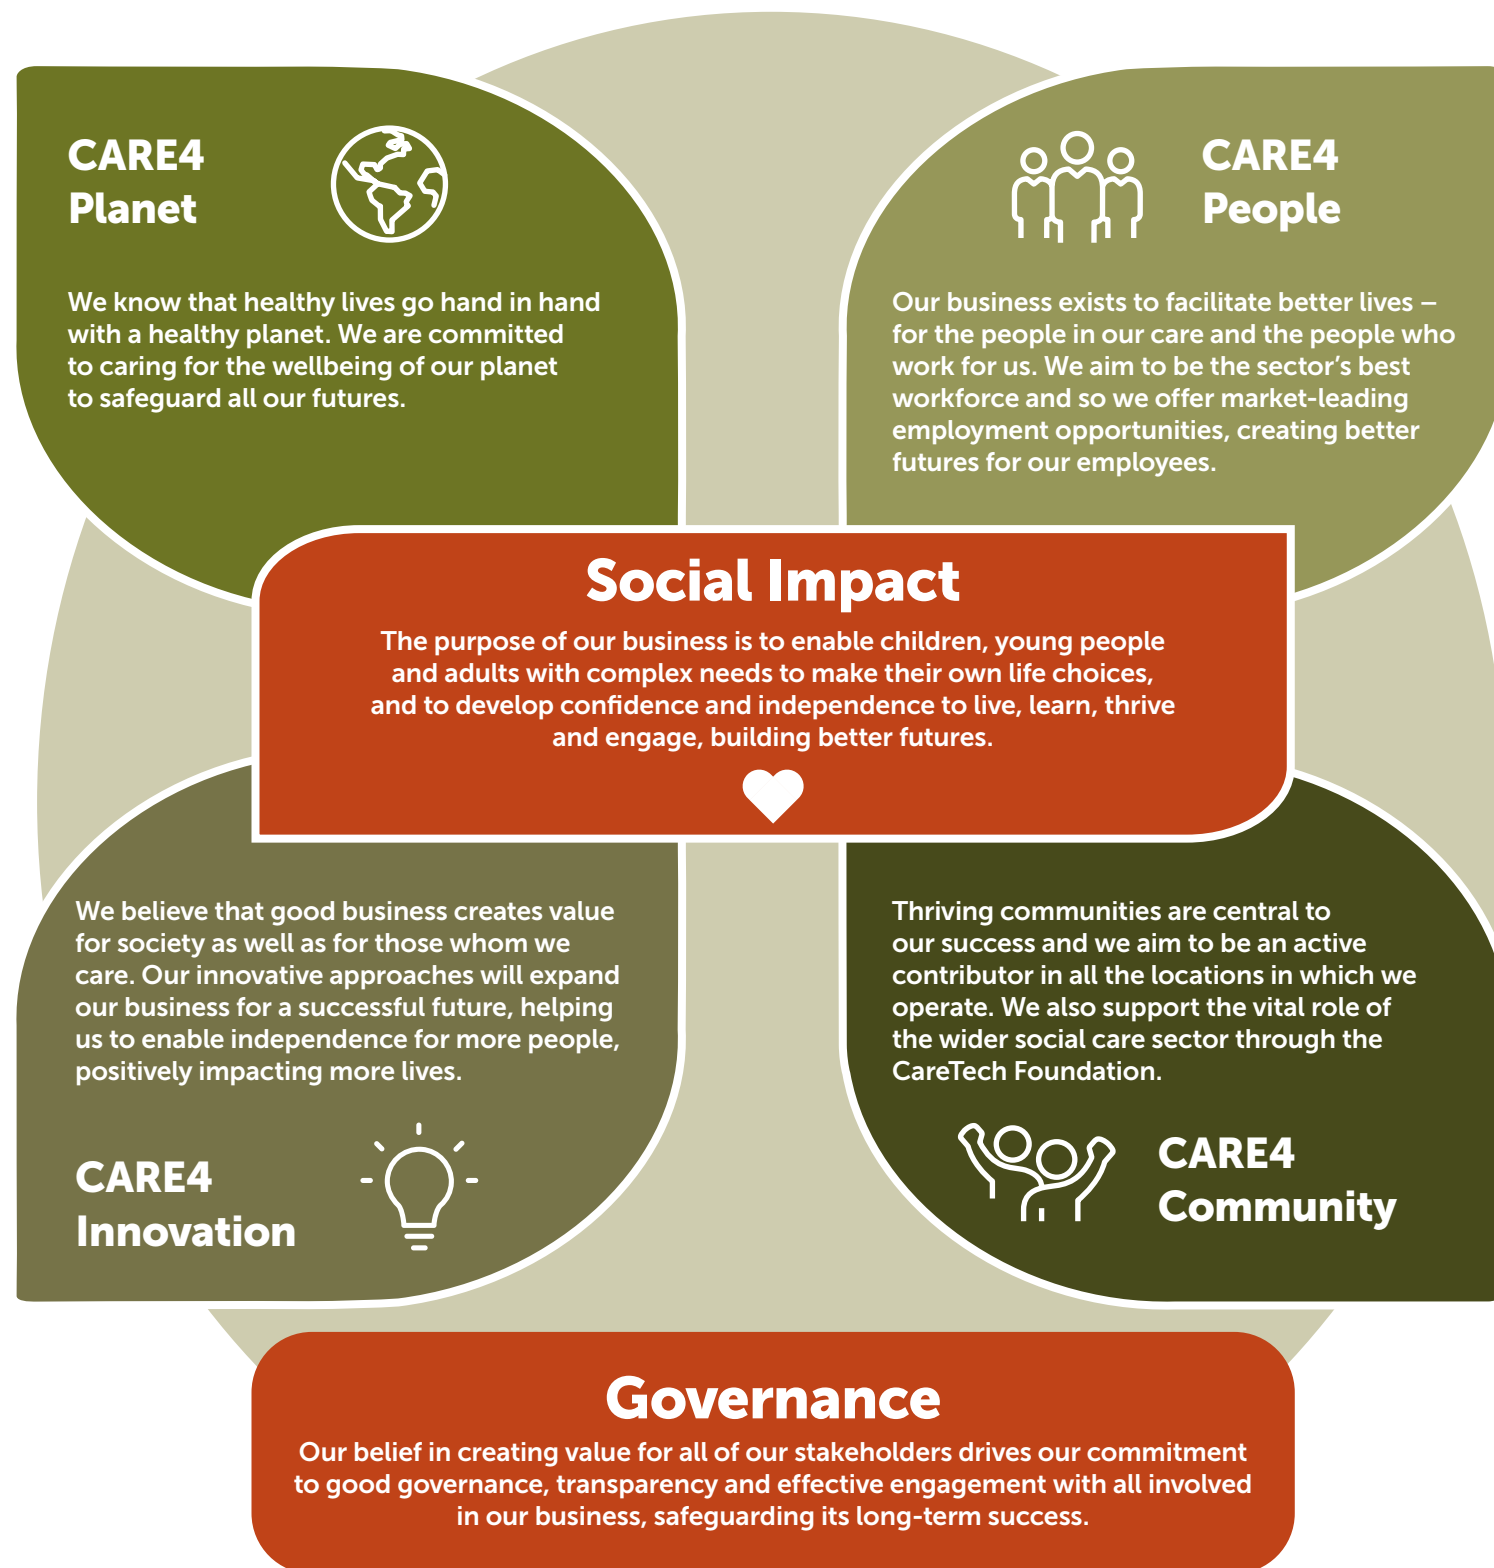 CARE4
Planet
We know that healthy lives go hand in hand
with a healthy planet. We are committed
to caring for the wellbeing of our planet
to safeguard all our futures.
CARE4
People
Our business exists to facilitate better lives –
for the people in our care and the people who
work for us. We aim to be the sector’s best
workforce and so we offer market-leading
employment opportunities, creating better
futures for our employees.
Social Impact
The purpose of our business is to enable children, young people
and adults with complex needs to make their own life choices,
and to develop confidence and independence to live, learn, thrive
and engage, building better futures.
We believe that good business creates value
for society as well as for those whom we
care. Our innovative approaches will expand
our business for a successful future, helping
us to enable independence for more people,
positively impacting more lives.
CARE4
Innovation
Thriving communities are central to
our success and we aim to be an active
contributor in all the locations in which we
operate. We also support the vital role of
the wider social care sector through the
CareTech Foundation.
CARE4
Community
Governance
Our belief in creating value for all of our stakeholders drives our commitment
to good governance, transparency and effective engagement with all involved
in our business, safeguarding its long-term success.